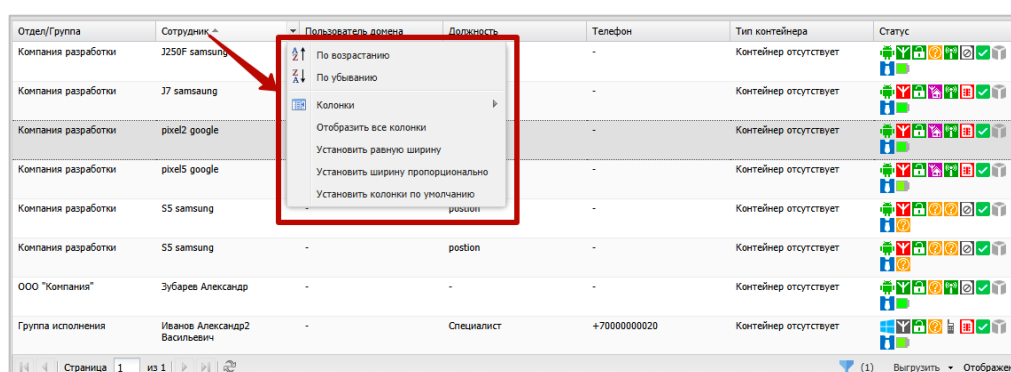 Отдел/Группа Сотрудник Пользователь домена Должность Телефон Тип контейнера Статус
Компания разработки J250F samsung - Контейнер отсутствует
По возрастанию
По убыванию
Компания разработки J7 samsaung - Контейнер отсутствует
Колонки
Компания разработки pixel2 google - Контейнер отсутствует
Отобразить все колонки
Установить равную ширину
Компания разработки pixel5 google - Контейнер отсутствует
Установить ширину пропорционально
Установить колонки по умолчанию
Компания разработки S5 samsung - postion - Контейнер отсутствует
Компания разработки S5 samsung - postion - Контейнер отсутствует
ООО "Компания" Зубарев Александр - - - Контейнер отсутствует
Группа исполнения Иванов Александр2 - Специалист +70000000020 Контейнер отсутствует
Васильевич
Страница 1 из 1 (1) Выгрузить